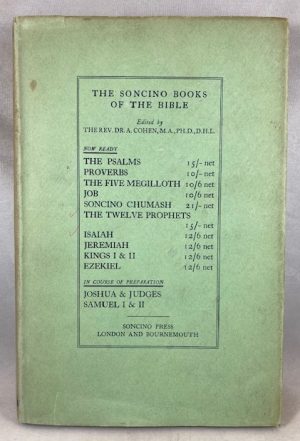 THE SONCINO BOOKS
OF THE BIBLE
Edited by
THE REV. DR. A. COHEN, M.A., PH.D., D.H.L.
NOW READY
THE PSALMS 15/- net
PROVERBS 10/- net
THE FIVE MEGILLOTH 10/6 net
JOB 10/6 net
SONCINO CHUMASH 21/- net
THE TWELVE PROPHETS
15/- net
ISAIAH 12/6 net
JEREMIAH 12/6 net
KINGS I & II 12/6 net
EZEKIEL 12/6 net
IN COURSE OF PREPARATION
JOSHUA & JUDGES
SAMUEL I & II
SONCINO PRESS
LONDON AND BOURNEMOUTH